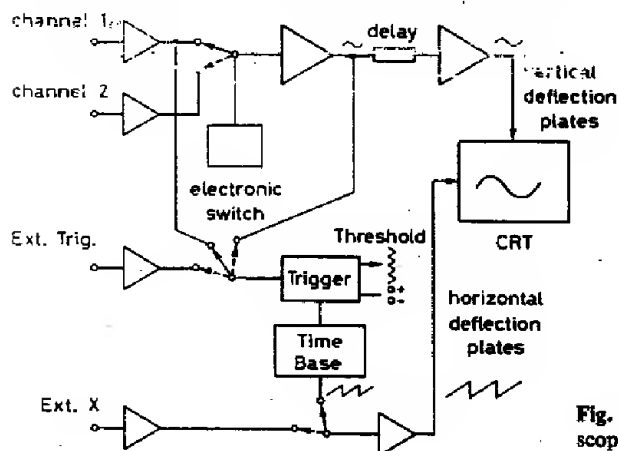 channel 1
delay
channel 2
vertical
deflection
plates
electronic
switch
CRT
Ext. Trig.
Threshold
Trigger
+
-
horizontal
deflection
plates
Time
Base
Ext. X
Fig.
scop